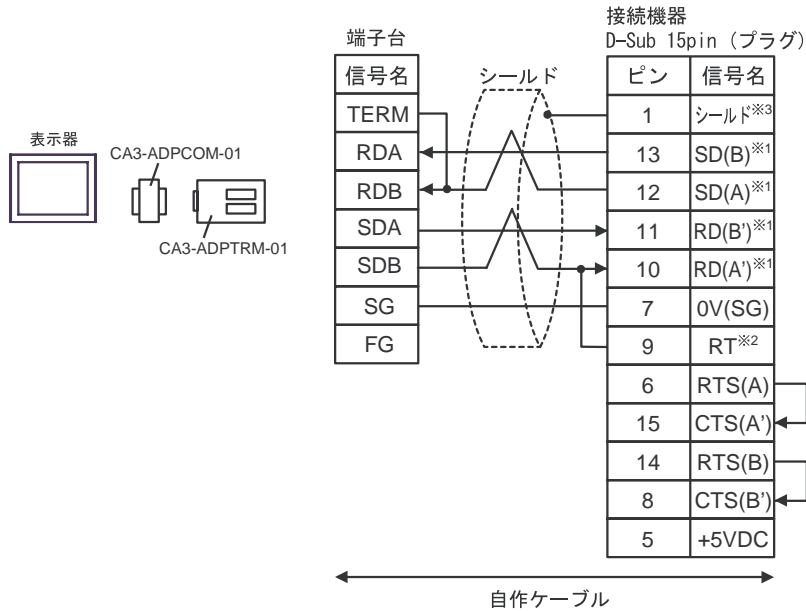 接続機器
端子台
D-Sub 15pin (プラグ)
信号名
シールド
ピン 信号名
TERM
1 シールド※3
表示器
CA3-ADPCOM-01
RDA
13 SD(B)※1
RDB
12 SD(A)※1
CA3-ADPTRM-01
SDA
11 RD(B')※1
SDB
10 RD(A')※1
SG
7 0V(SG)
FG
9 RT※2
6 RTS(A)
15 CTS(A')
14 RTS(B)
8 CTS(B')
5 +5VDC
自作ケーブル